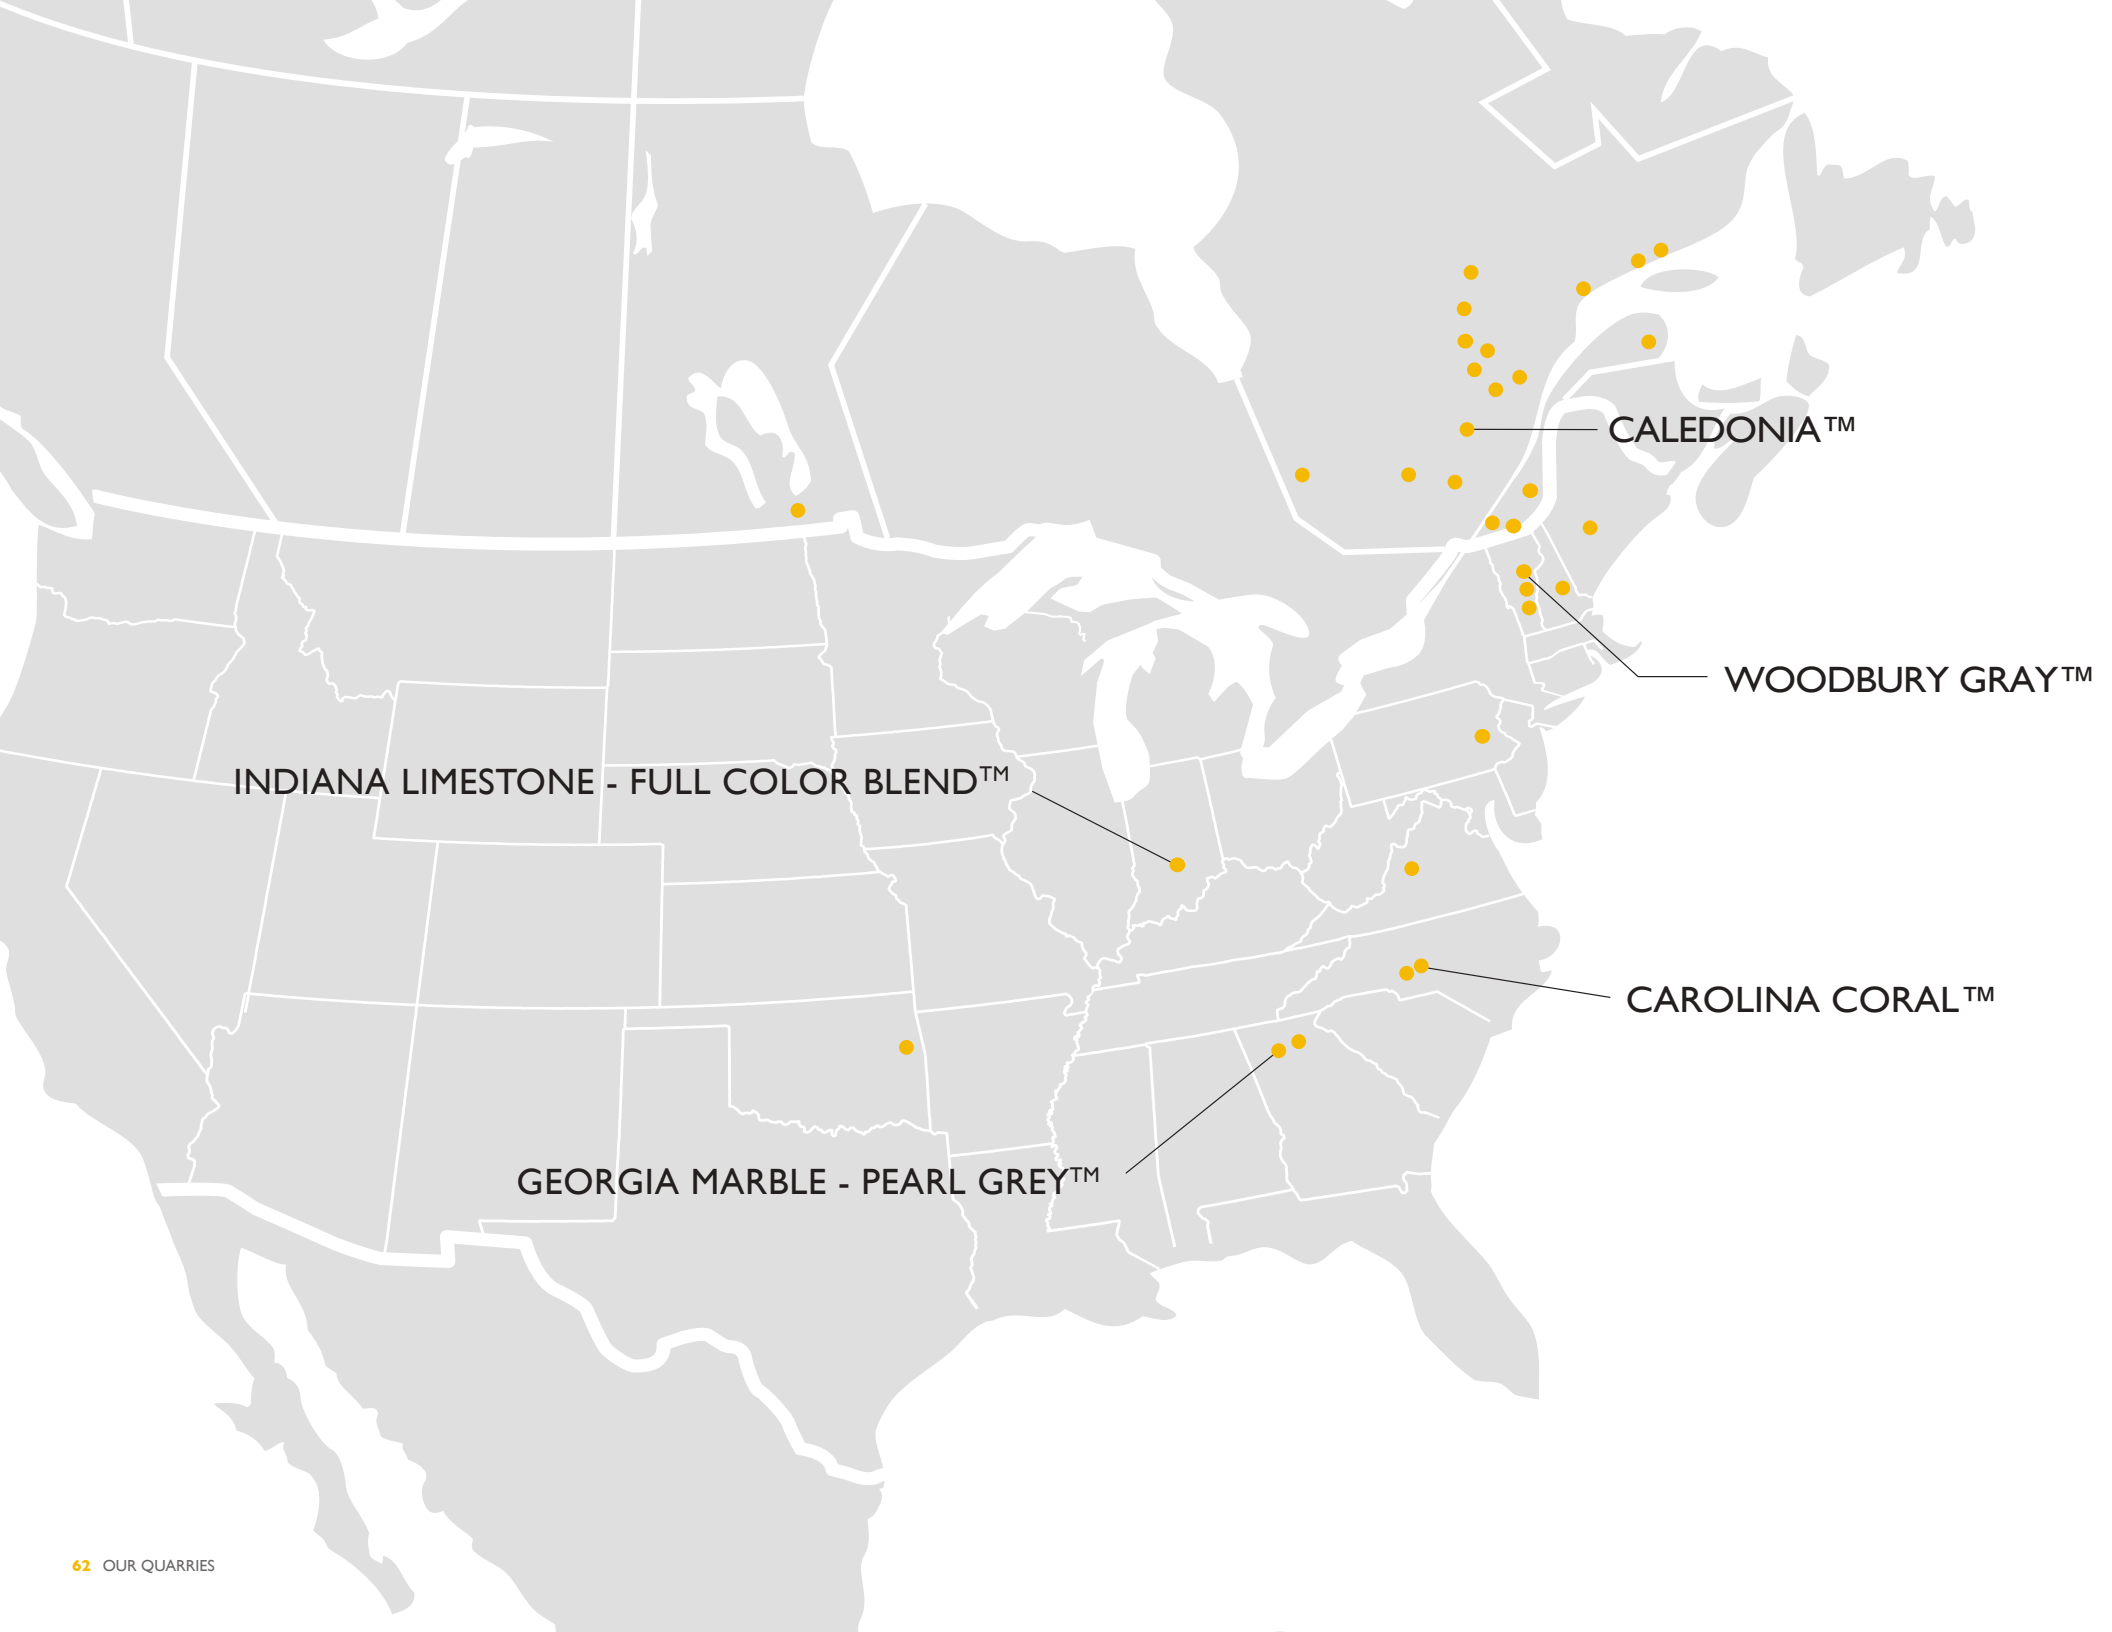 CALEDONIA™
WOODBURY GRAY™
INDIANA LIMESTONE - FULL COLOR BLEND™
CAROLINA CORAL™
GEORGIA MARBLE - PEARL GREY™
62 OUR QUARRIES